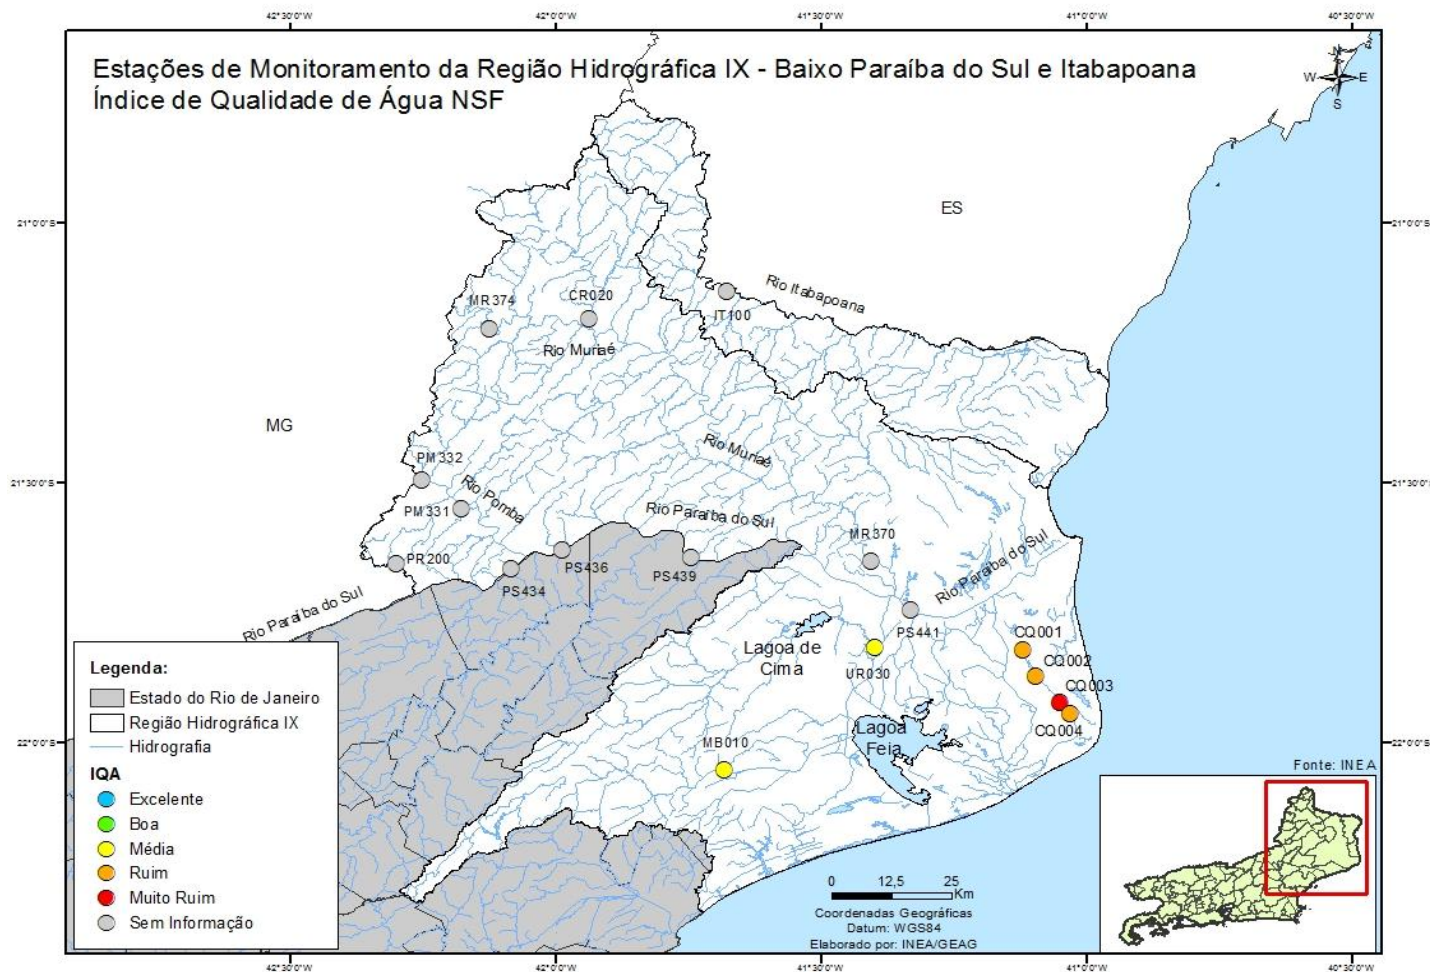 42°30'0"W 42°0'0"W 41°30'0"W 41°0'0"W 40°30'0"W
Estações de Monitoramento da Região Hidrográfica IX - Baixo Paraíba do Sul e Itabapoana
Índice de Qualidade de Água NSF
N
W E
S
21°0'0"S 21°0'0"S
ES
MG
Rio Itabapoana
IT100
MR374
CR020
Rio Muriaé
Rio Muriaé
PM332
21°30'0"S 21°30'0"S
PM331
Rio Pomba
Rio Paraíba do Sul
MR370
PR200
PS434
PS436
PS439
Rio Paraíba do Sul
Rio Paraíba do Sul
PS441
CQ001
CQ002
CQ003
CQ004
Lagoa de
Cima
UR030
Lagoa
Feia
MB010
22°0'0"S 22°0'0"S
Legenda:
Estado do Rio de Janeiro
Região Hidrográfica IX
Hidrografia
IQA
Excelente
Boa
Média
Ruim
Muito Ruim
Sem Informação
Fonte: INEA
0 12,5 25
Km
Coordenadas Geográficas
Datum: WGS84
Elaborado por: INEA/GEAG
42°30'0"W 42°0'0"W 41°30'0"W 41°0'0"W 40°30'0"W